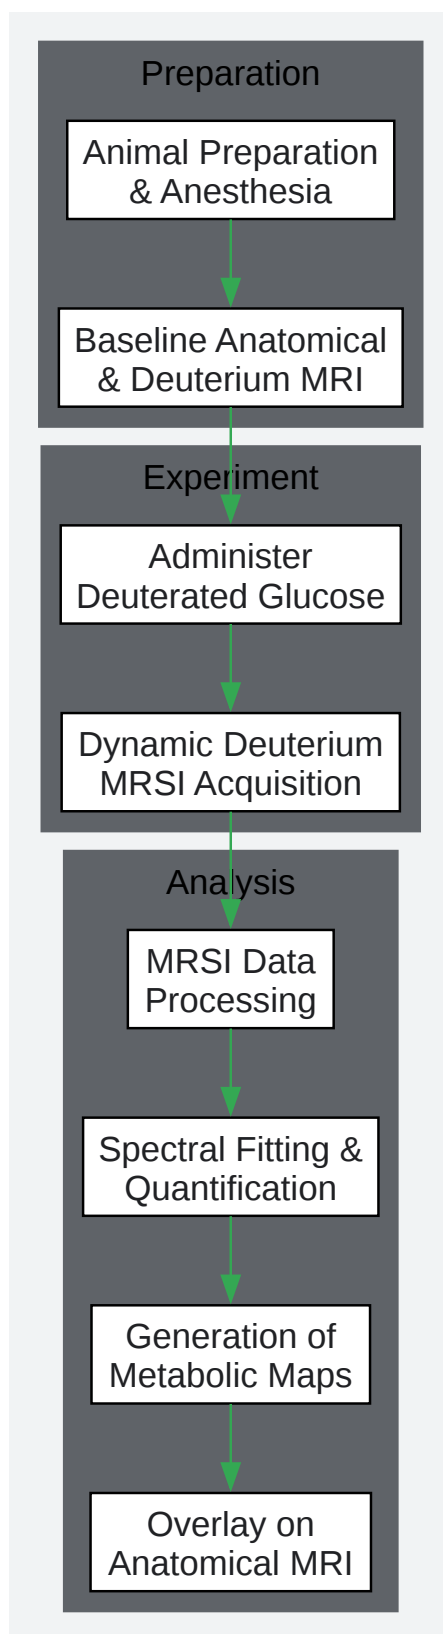 Preparation
Animal Preparation
& Anesthesia
Baseline Anatomical
& Deuterium MRI
Experiment
Administer
Deuterated Glucose
Dynamic Deuterium
MRSI Acquisition
Analysis
MRSI Data
Processing
Spectral Fitting &
Quantification
Generation of
Metabolic Maps
Overlay on
Anatomical MRI